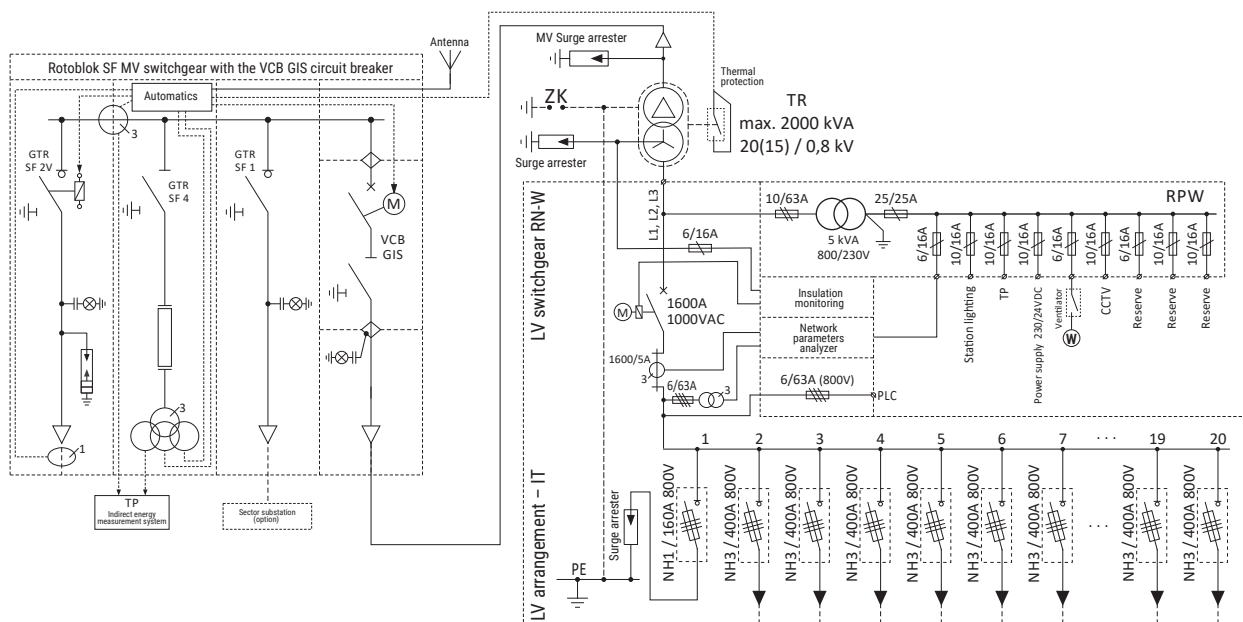 Antenna
Rotoblok SF MV switchgear with the VCB GIS circuit breaker
Automatics
3
GTR
SF 2V
GTR
SF 4
GTR
SF 1
M
VCB
GIS
3
1
TP
Indirect energy
measurement system
Sector substation
(option)
MV Surge arrester
ZK
Surge arrester
Thermal
protection
TR
max. 2000 kVA
20(15) / 0,8 kV
LV switchgear RN-W
L1, L2, L3
10/63A
5 kVA
800/230V
25/25A
RPW
6/16A
10/16A
10/16A
10/16A
6/16A
10/16A
6/16A
10/16A
10/16A
Station lighting
TP
Power supply 230/24VDC
Ventilator
W
CCTV
Reserve
Reserve
Reserve
6/16A
M
1600A
1000VAC
Insulation
monitoring
Network
parameters
analyzer
1600/5A
3
6/63A
3
6/63A (800V)
PLC
LV arrangement – IT
Surge arrester
PE
1
2
3
4
5
6
7
· · ·
19
20
NH1 / 160A 800V
NH3 / 400A 800V
NH3 / 400A 800V
NH3 / 400A 800V
NH3 / 400A 800V
NH3 / 400A 800V
NH3 / 400A 800V
· · ·
NH3 / 400A 800V
NH3 / 400A 800V